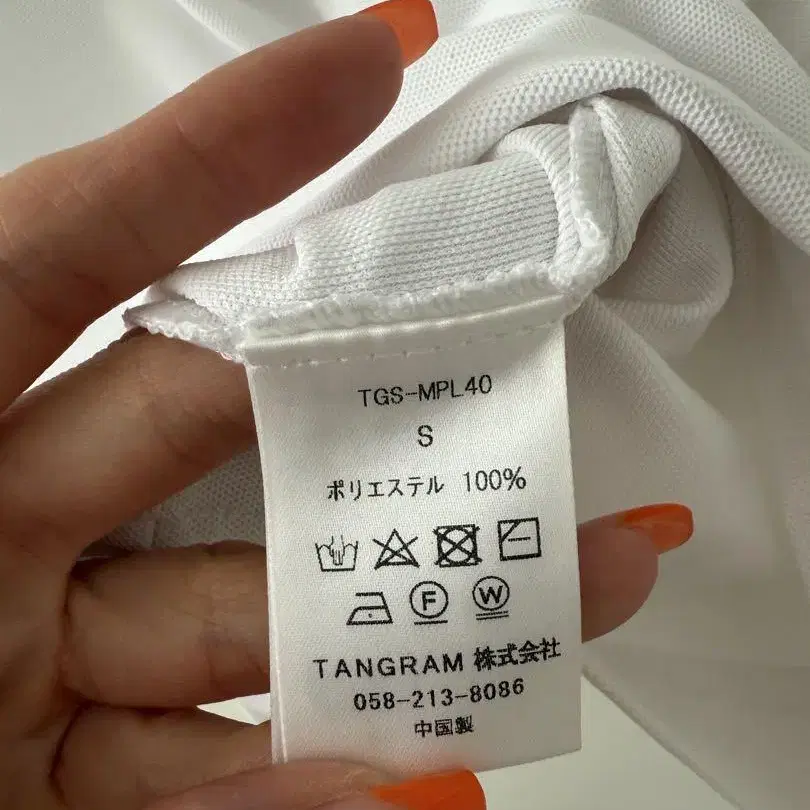 TGS-MPL40
S
ポリエステル 100%
F W
TANGRAM 株式会社
058-213-8086
中国製